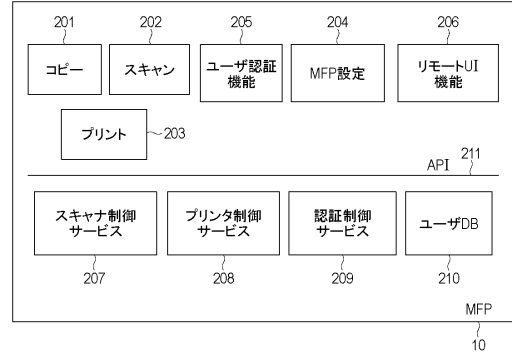 201
202
205
204
206
コピー
スキャン
ユーザ認証
機能
MFP設定
リモートUI
機能
プリント
203
API
211
スキャナ制御
サービス
プリンタ制御
サービス
認証制御
サービス
ユーザDB
207
208
209
210
MFP
10